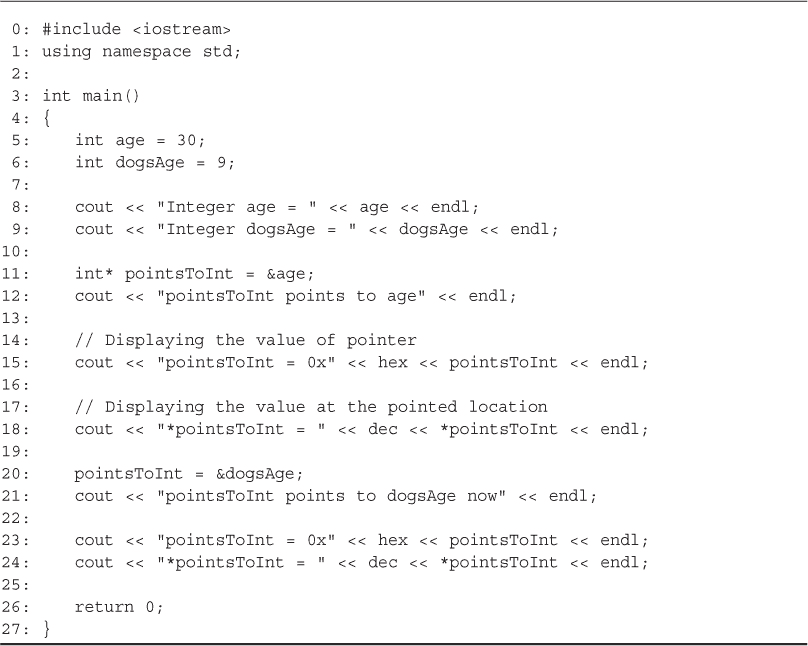 0: #include <iostream>
1: using namespace std;
2:
3: int main()
4: {
5:    int age = 30;
6:    int dogsAge = 9;
7:
8:    cout << "Integer age = " << age << endl;
9:    cout << "Integer dogsAge = " << dogsAge << endl;
10:
11:    int* pointsToInt = &age;
12:    cout << "pointsToInt points to age" << endl;
13:
14:    // Displaying the value of pointer
15:    cout << "pointsToInt = 0x" << hex << pointsToInt << endl;
16:
17:    // Displaying the value at the pointed location
18:    cout << "*pointsToInt = " << dec << *pointsToInt << endl;
19:
20:    pointsToInt = &dogsAge;
21:    cout << "pointsToInt points to dogsAge now" << endl;
22:
23:    cout << "pointsToInt = 0x" << hex << pointsToInt << endl;
24:    cout << "*pointsToInt = " << dec << *pointsToInt << endl;
25:
26:    return 0;
27: }